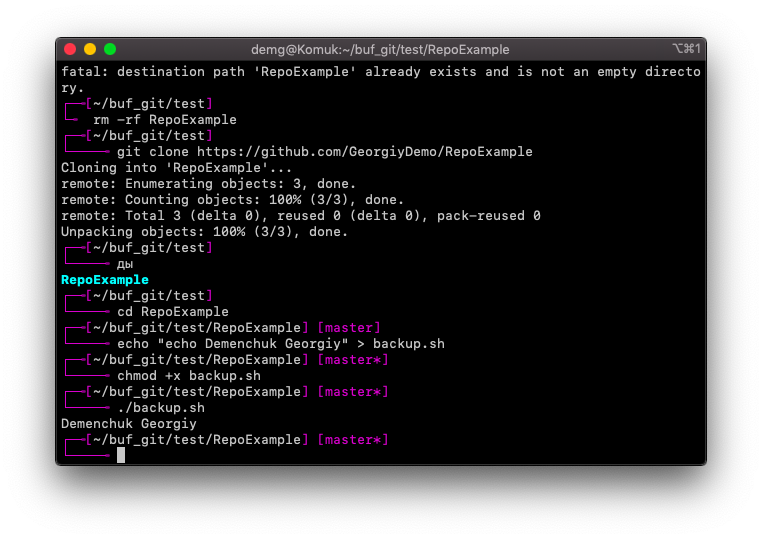 demg@Komuk:~/buf_git/test/RepoExample
⌥⌘1
fatal: destination path 'RepoExample' already exists and is not an empty directo
ry.
[~/buf_git/test]
rm -rf RepoExample
[~/buf_git/test]
git clone https://github.com/GeorgiyDemo/RepoExample
Cloning into 'RepoExample'...
remote: Enumerating objects: 3, done.
remote: Counting objects: 100% (3/3), done.
remote: Total 3 (delta 0), reused 0 (delta 0), pack-reused 0
Unpacking objects: 100% (3/3), done.
[~/buf_git/test]
ды
RepoExample
[~/buf_git/test]
cd RepoExample
[~/buf_git/test/RepoExample] [master]
echo "echo Demenchuk Georgiy" > backup.sh
[~/buf_git/test/RepoExample] [master*]
chmod +x backup.sh
[~/buf_git/test/RepoExample] [master*]
./backup.sh
Demenchuk Georgiy
[~/buf_git/test/RepoExample] [master*]